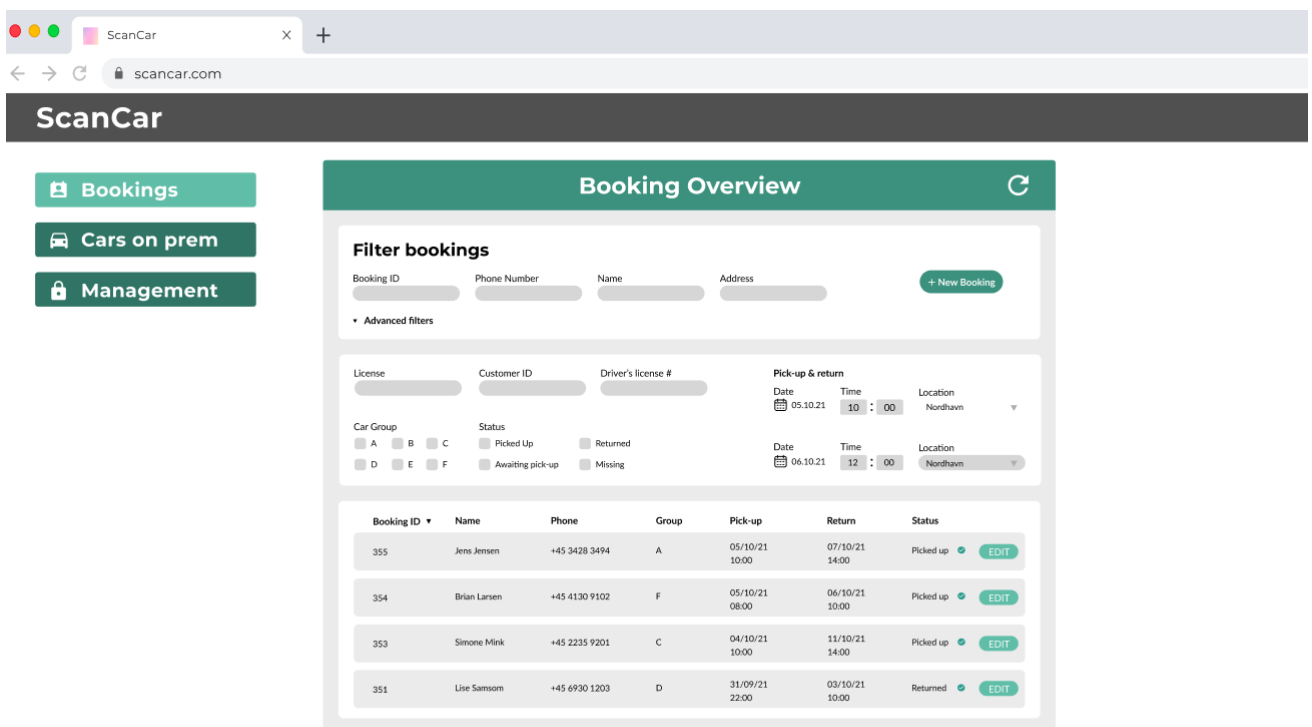 ScanCar X +
scancar.com
ScanCar
Bookings
Cars on prem
Management
Booking Overview
Filter bookings
Booking ID Phone Number Name Address
+ New Booking
Advanced filters
License Customer ID Driver's license # Pick-up & return
Date Time Location
05.10.21 10 : 00 Nordhavn
Car Group Status
A B C Picked Up Returned
Date Time Location
D E F Awaiting pick-up Missing 06.10.21 12 : 00 Nordhavn
Booking ID Name Phone Group Pick-up Return Status
355 Jens Jensen +45 3428 3494 A 05/10/21 10:00 07/10/21 14:00 Picked up EDIT
354 Brian Larsen +45 4130 9102 F 05/10/21 08:00 06/10/21 10:00 Picked up EDIT
353 Simone Mink +45 2235 9201 C 04/10/21 10:00 11/10/21 14:00 Picked up EDIT
351 Lise Samsom +45 6930 1203 D 31/09/21 22:00 03/10/21 10:00 Returned EDIT